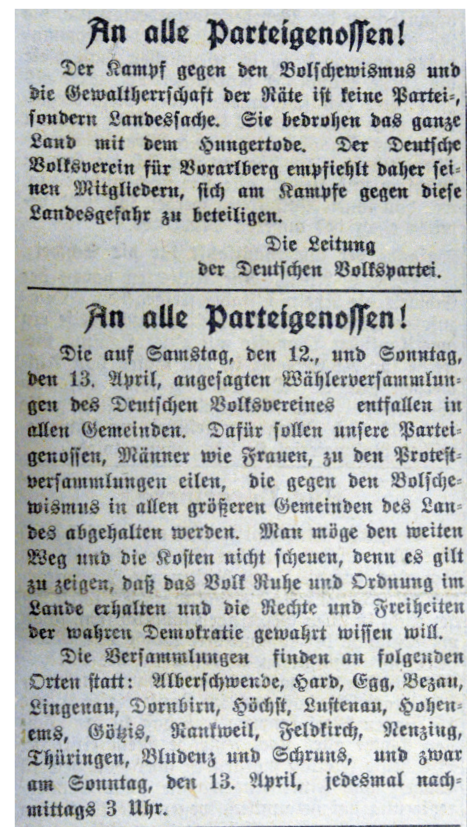 An alle Parteigenossen!
Der Kampf gegen den Bolschewismus und
die Gewaltherrschaft der Räte ist keine Partei-,
sondern Landessache. Sie bedrohen das ganze
Land mit dem Hungertode. Der Deutsche
Volksverein für Vorarlberg empfiehlt daher sei-
nen Mitgliedern, sich am Kampfe gegen diese
Landesgefahr zu beteiligen.
Die Leitung
der Deutschen Volkspartei.
An alle Parteigenossen!
Die auf Samstag, den 12., und Sonntag,
den 13. April, angesagten Wählerversammlun-
gen des Deutschen Volksvereines entfallen in
allen Gemeinden. Dafür sollen unsere Partei-
genossen, Männer wie Frauen, zu den Protest-
versammlungen eilen, die gegen den Bolsche-
wismus in allen größeren Gemeinden des Lan-
des abgehalten werden. Man möge den weiten
Weg und die Kosten nicht scheuen, denn es gilt
zu zeigen, daß das Volk Ruhe und Ordnung im
Lande erhalten und die Rechte und Freiheiten
der wahren Demokratie gewahrt wissen will.
Die Versammlungen finden an folgenden
Orten statt: Alberschwende, Hard, Egg, Bezau,
Lingenau, Dornbirn, Höchst, Lustenau, Hohen-
ems, Götzis, Rankweil, Feldkirch, Nenzing,
Thüringen, Bludenz und Schruns, und zwar
am Sonntag, den 13. April, jedesmal nach-
mittags 3 Uhr.